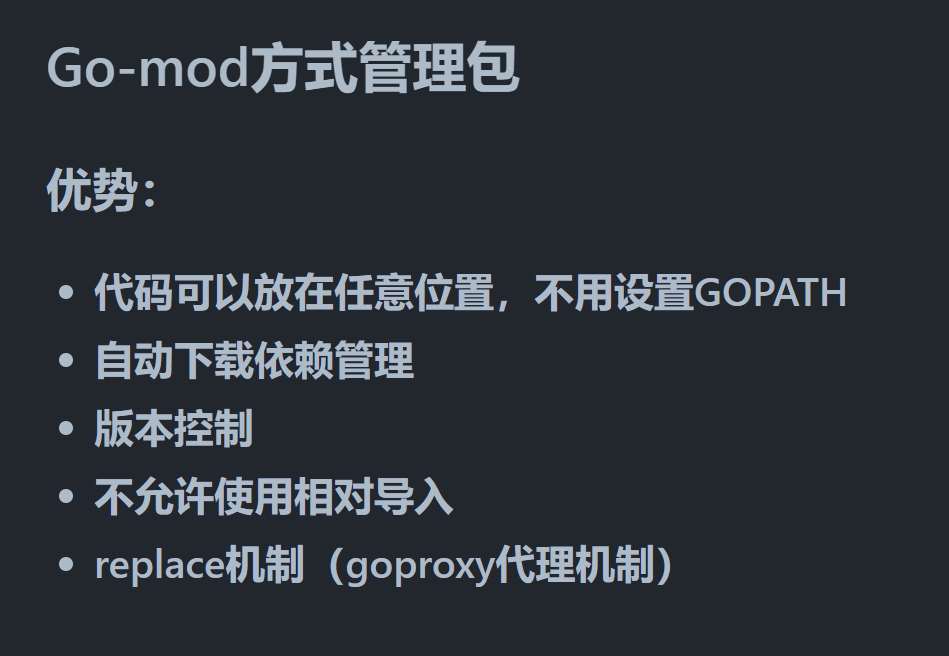 Go-mod方式管理包
优势：
代码可以放在任意位置，不用设置GOPATH
自动下载依赖管理
版本控制
不允许使用相对导入
replace机制（goproxy代理机制）